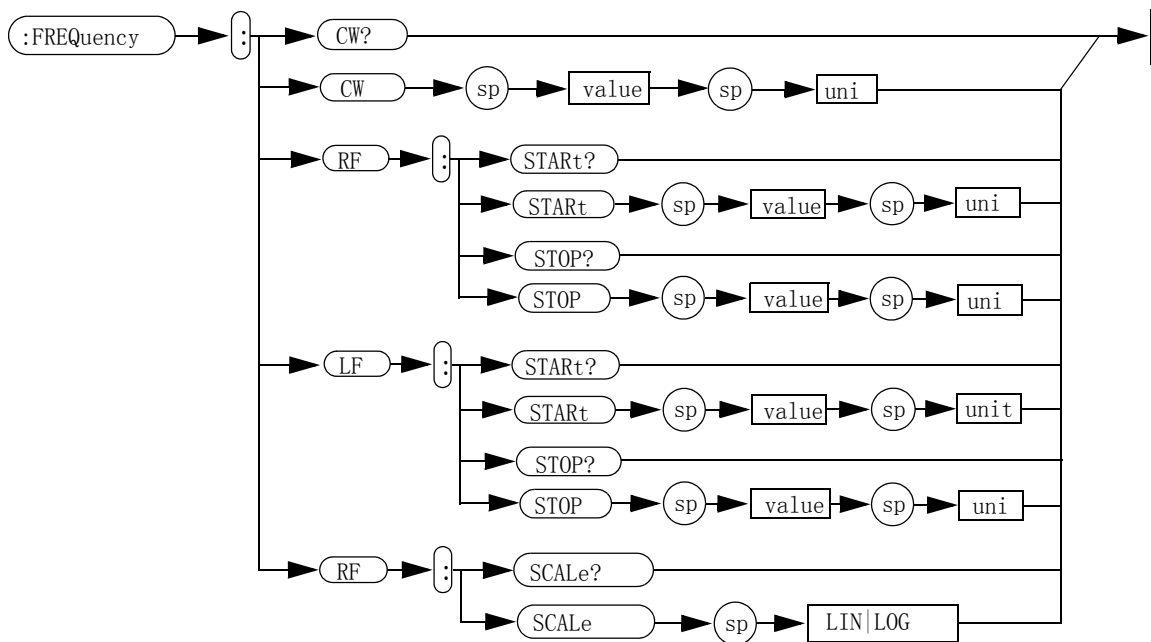 :FREQuency : CW?
CW sp value sp uni
RF : STARt?
STARt sp value sp uni
STOP?
STOP sp value sp uni
LF : STARt?
STARt sp value sp unit
STOP?
STOP sp value sp uni
RF : SCALe?
SCALe sp LIN|LOG